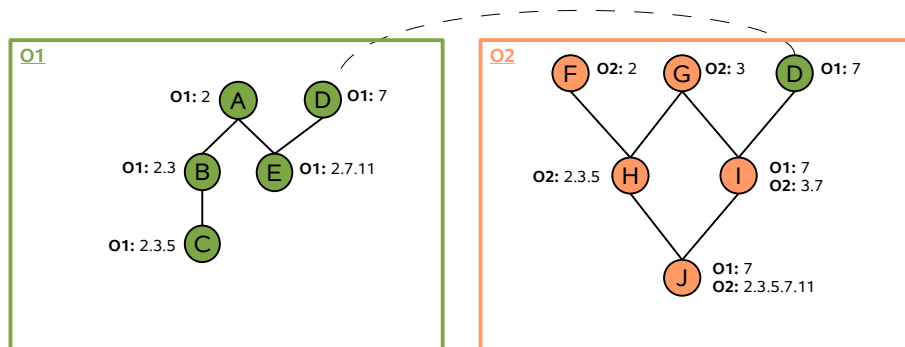 O1
O2
F
O2: 2
G
O2: 3
D
O1: 7
O1: 2
A
D
O1: 7
O1: 2.3
B
E
O1: 2.7.11
O2: 2.3.5
H
I
O1: 7
O2: 3.7
O1: 2.3.5
C
J
O1: 7
O2: 2.3.5.7.11